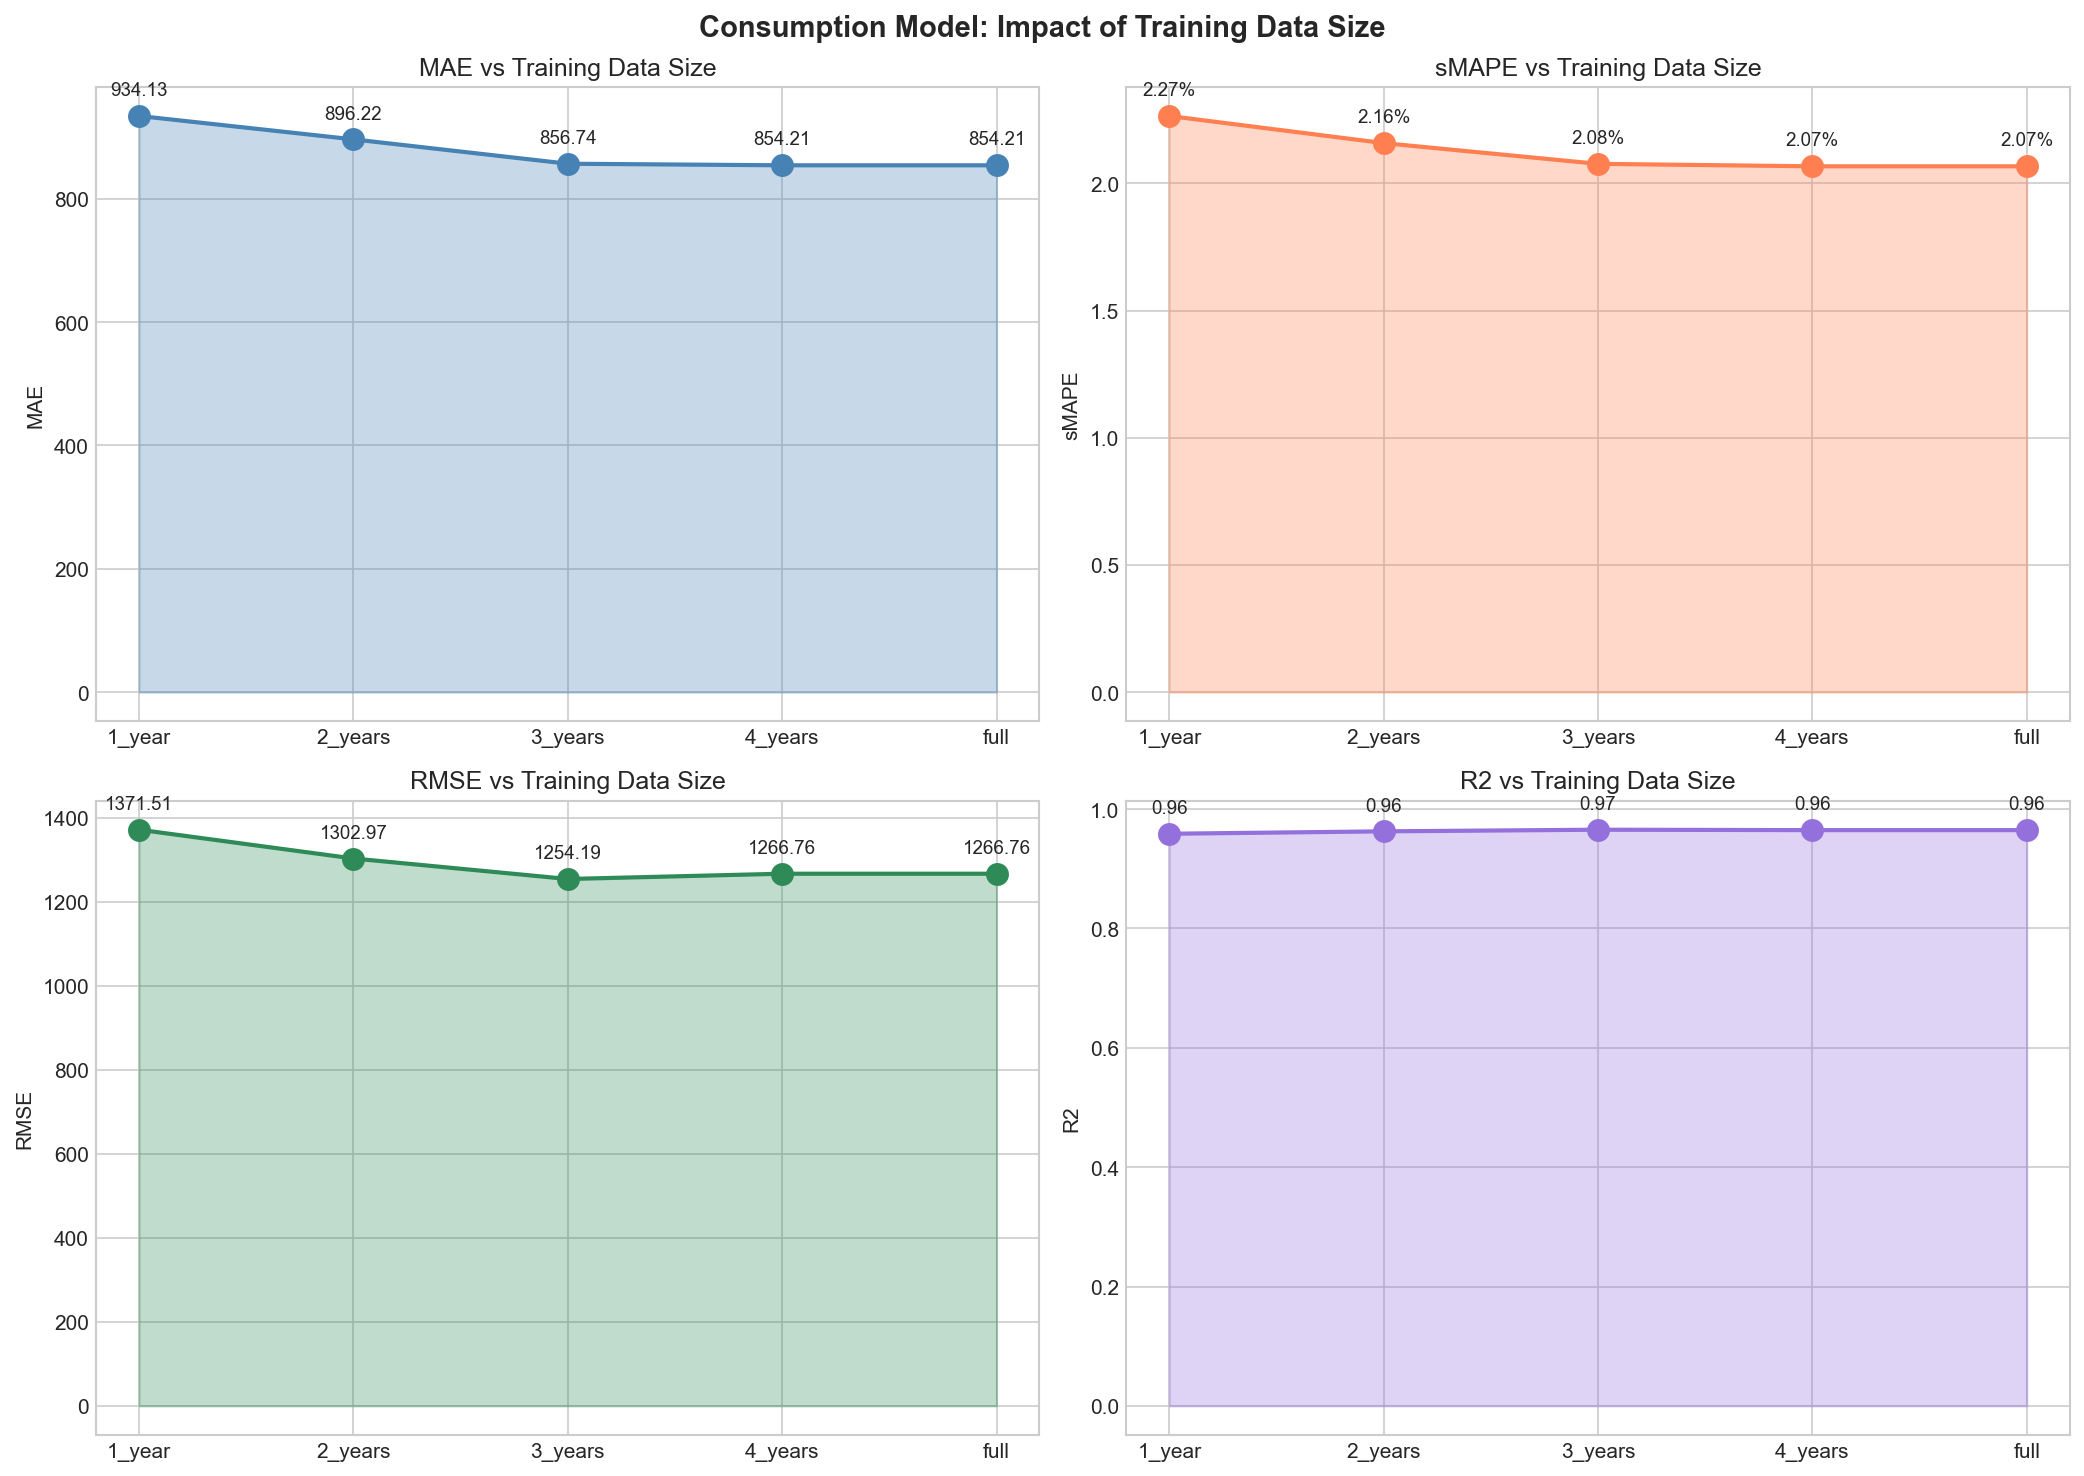 Consumption Model: Impact of Training Data Size
MAE vs Training Data Size
934.13
896.22
856.74
854.21
854.21
800
600
400
200
0
MAE
1_year
2_years
3_years
4_years
full
sMAPE vs Training Data Size
2.27%
2.16%
2.08%
2.07%
2.07%
2.0
1.5
1.0
0.5
0.0
sMAPE
1_year
2_years
3_years
4_years
full
RMSE vs Training Data Size
1371.51
1302.97
1254.19
1266.76
1266.76
1400
1200
1000
800
600
400
200
0
RMSE
1_year
2_years
3_years
4_years
full
R2 vs Training Data Size
0.96
0.96
0.97
0.96
0.96
1.0
0.8
0.6
0.4
0.2
0.0
R2
1_year
2_years
3_years
4_years
full